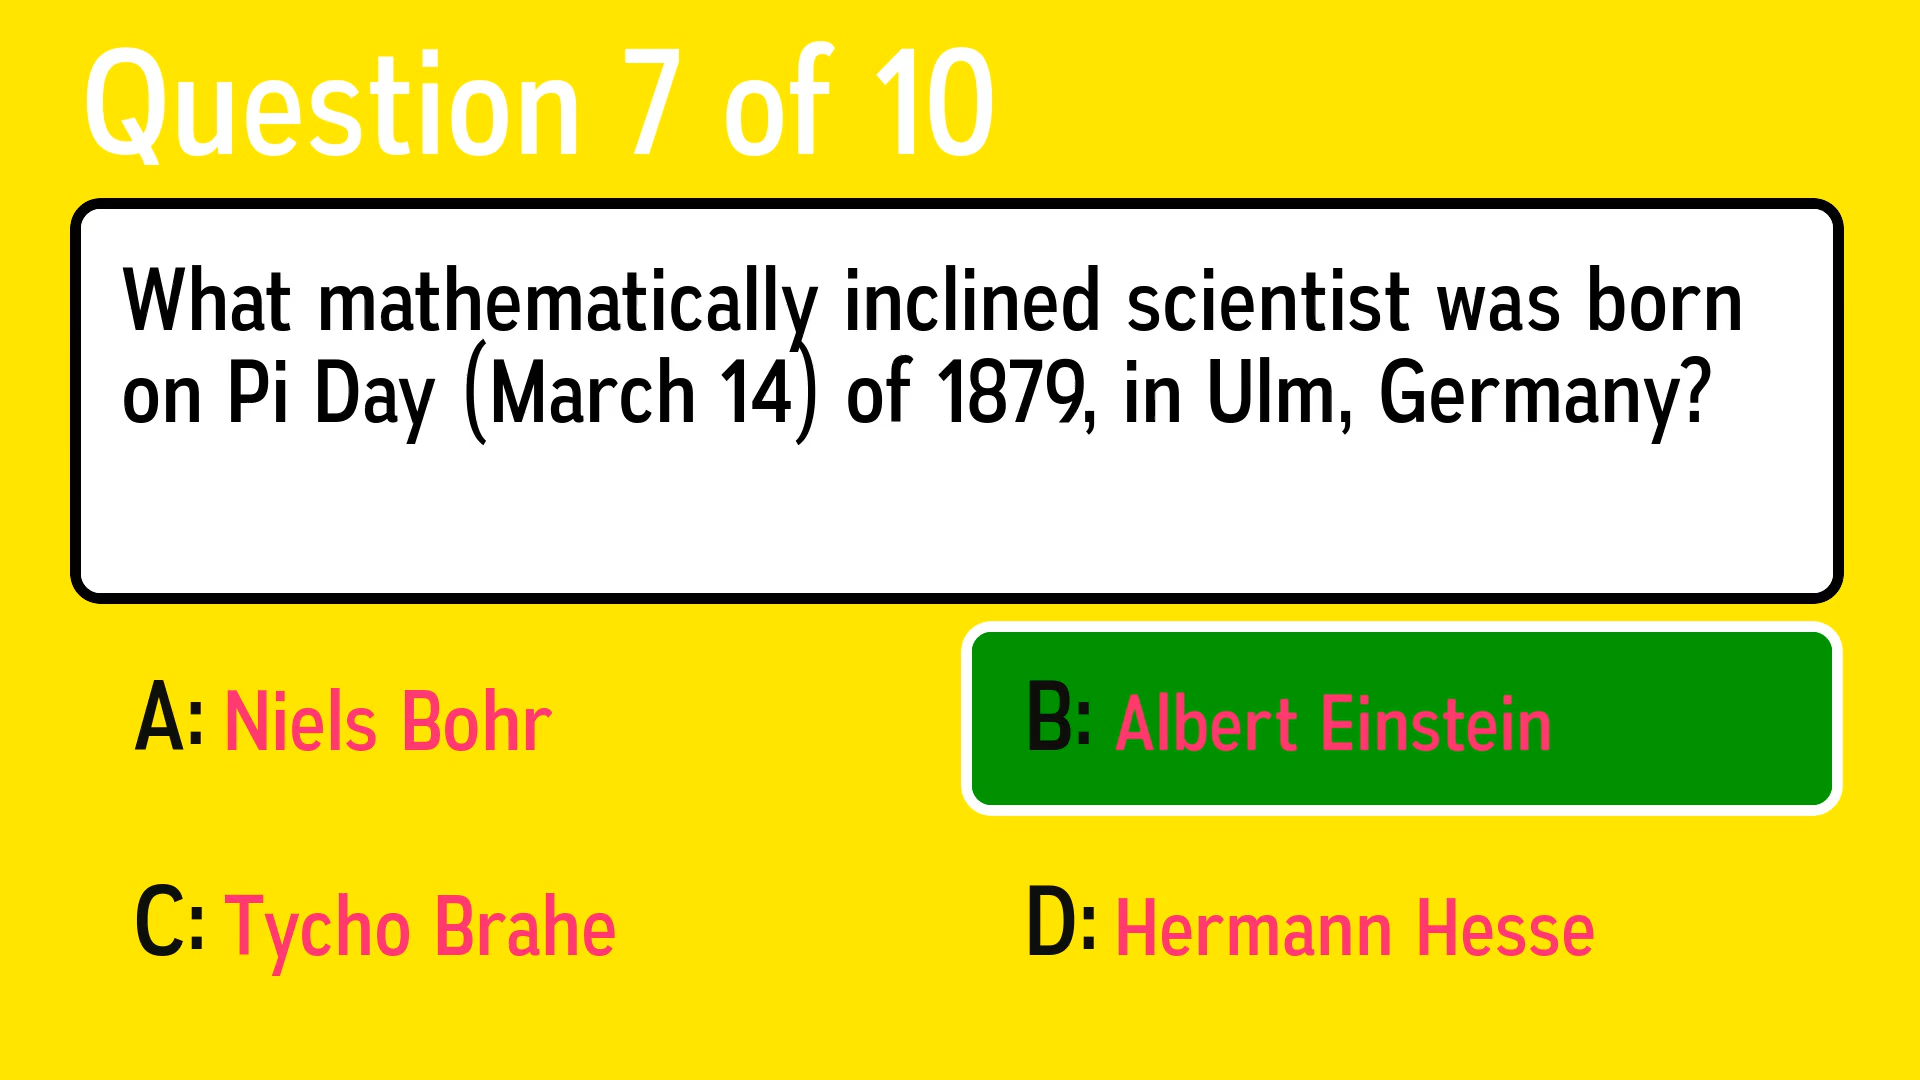 Question 7 of 10
What mathematically inclined scientist was born
on Pi Day (March 14) of 1879, in Ulm, Germany?
A: Niels Bohr
B: Albert Einstein
C: Tycho Brahe
D: Hermann Hesse